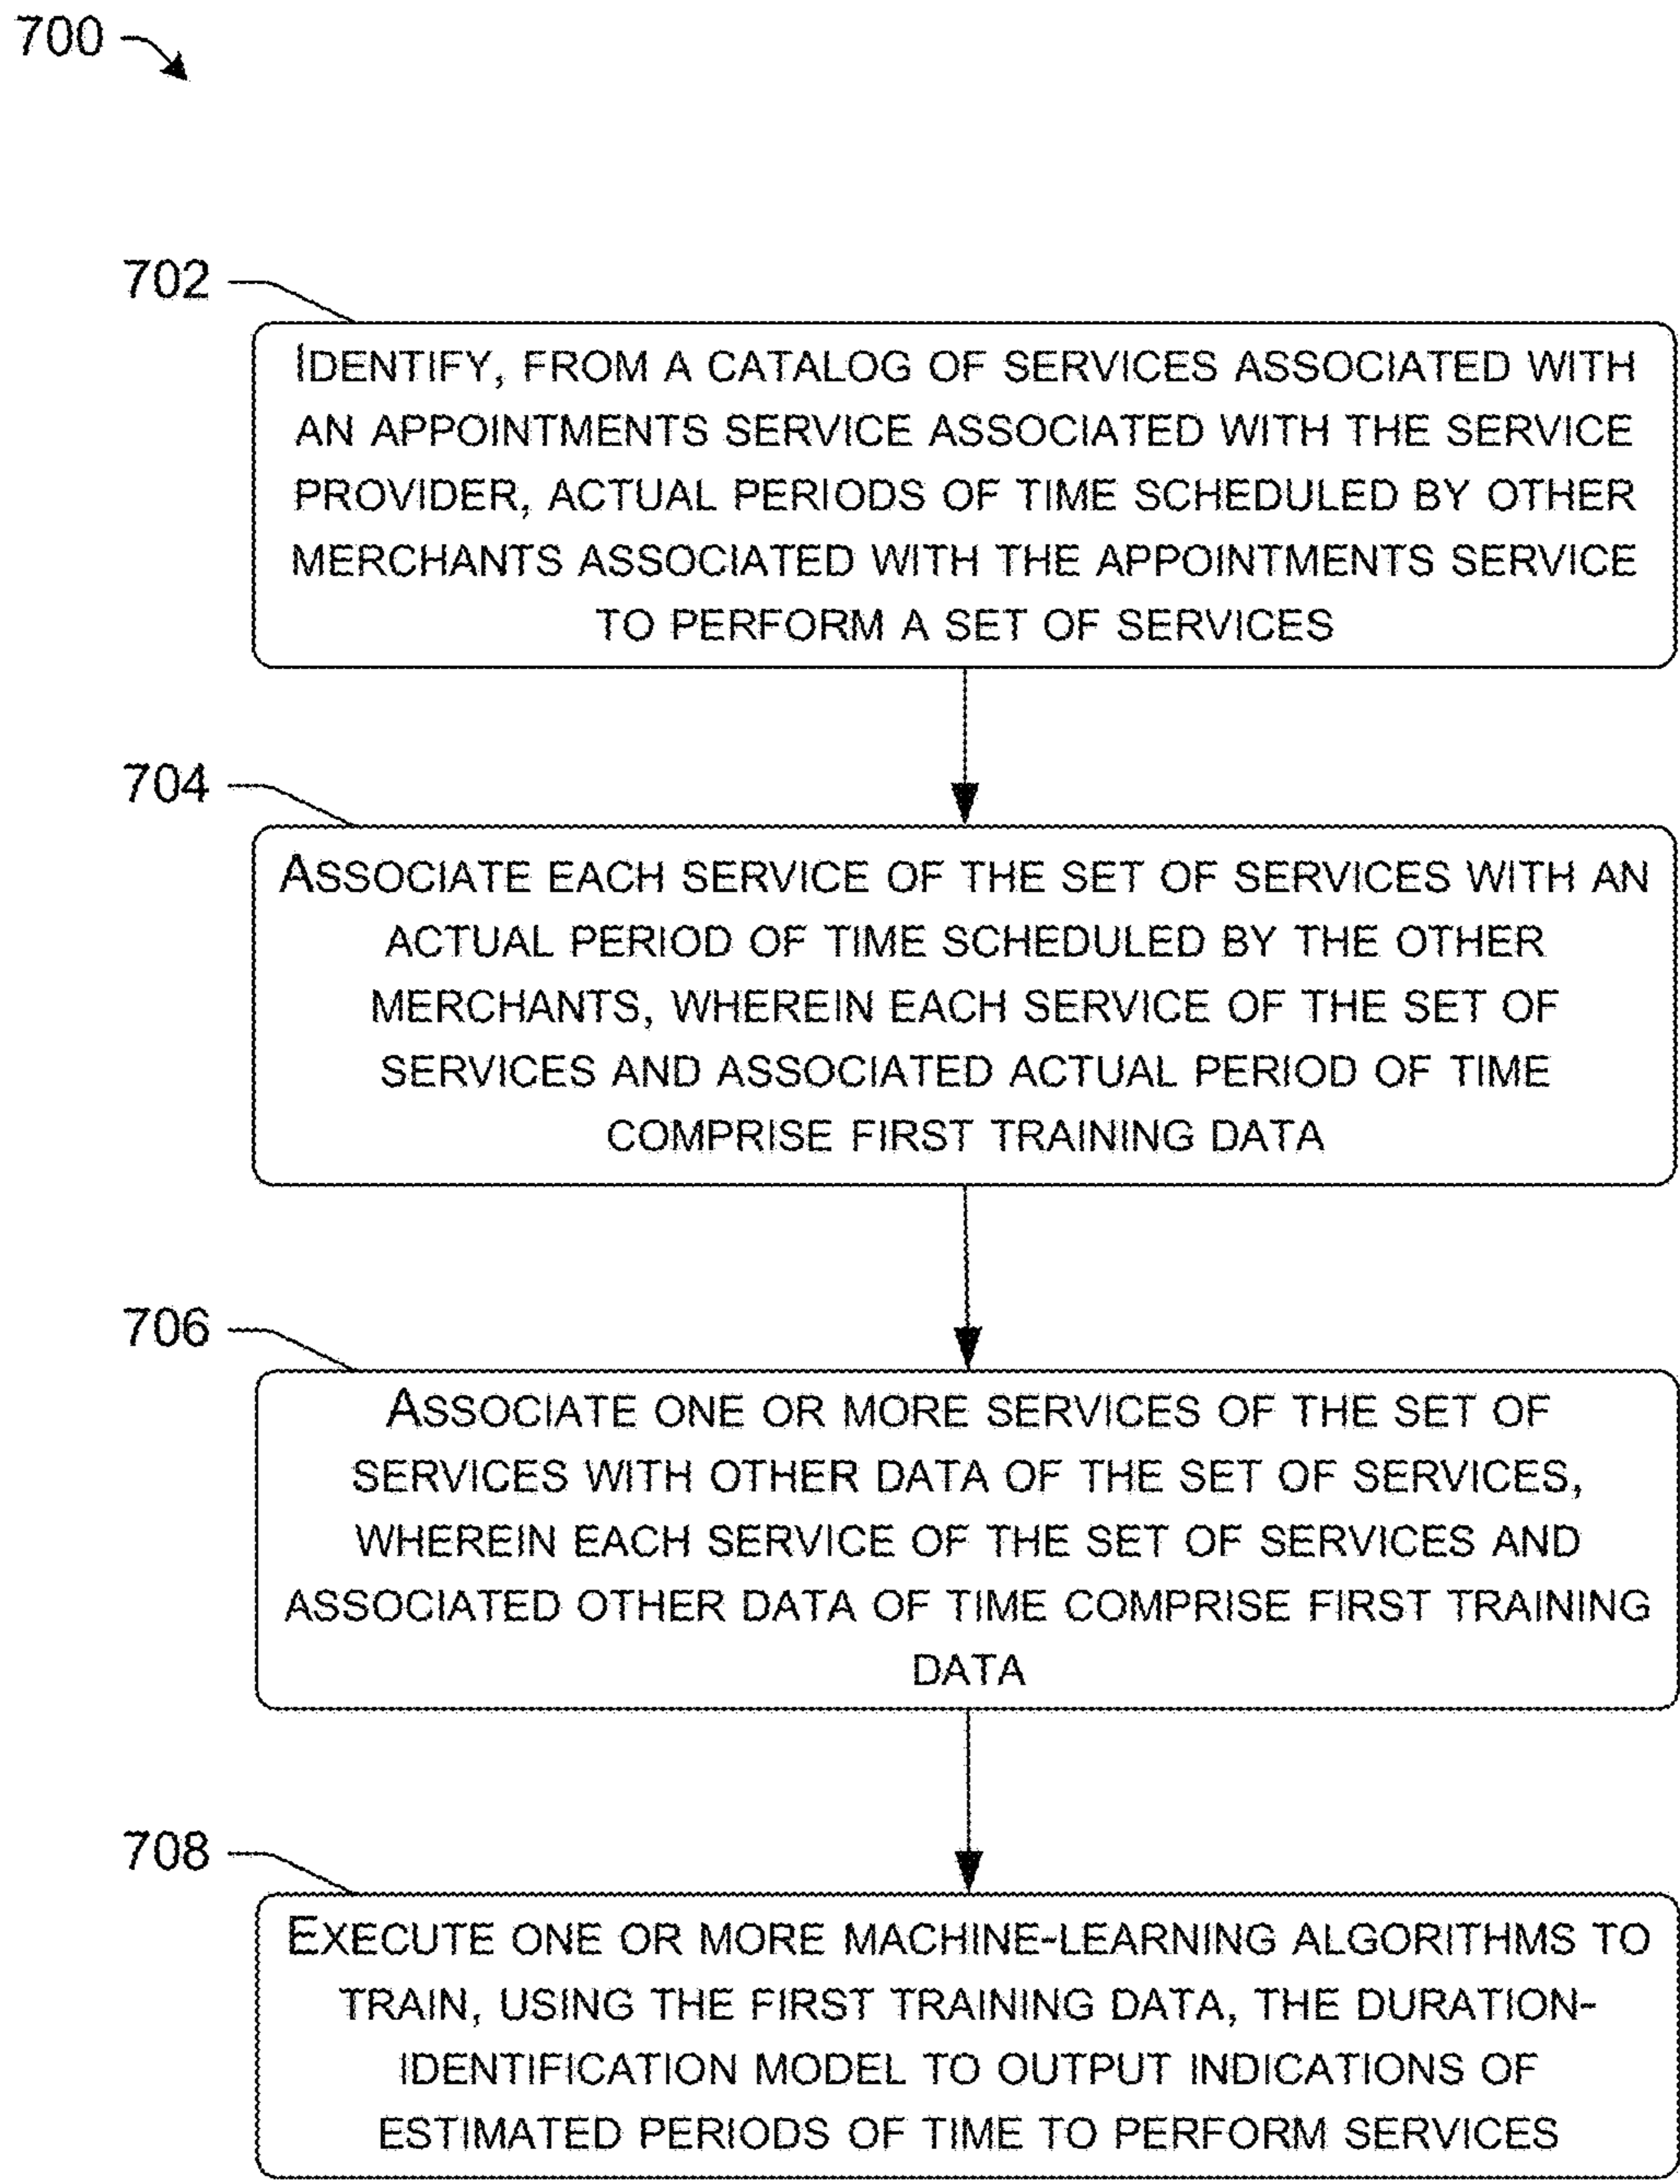 700
702
IDENTIFY, FROM A CATALOG OF SERVICES ASSOCIATED WITH
AN APPOINTMENTS SERVICE ASSOCIATED WITH THE SERVICE
PROVIDER, ACTUAL PERIODS OF TIME SCHEDULED BY OTHER
MERCHANTS ASSOCIATED WITH THE APPOINTMENTS SERVICE
TO PERFORM A SET OF SERVICES
704
ASSOCIATE EACH SERVICE OF THE SET OF SERVICES WITH AN
ACTUAL PERIOD OF TIME SCHEDULED BY THE OTHER
MERCHANTS, WHEREIN EACH SERVICE OF THE SET OF
SERVICES AND ASSOCIATED ACTUAL PERIOD OF TIME
COMPRISE FIRST TRAINING DATA
706
ASSOCIATE ONE OR MORE SERVICES OF THE SET OF
SERVICES WITH OTHER DATA OF THE SET OF SERVICES,
WHEREIN EACH SERVICE OF THE SET OF SERVICES AND
ASSOCIATED OTHER DATA OF TIME COMPRISE FIRST TRAINING
DATA
708
EXECUTE ONE OR MORE MACHINE-LEARNING ALGORITHMS TO
TRAIN, USING THE FIRST TRAINING DATA, THE DURATION-
IDENTIFICATION MODEL TO OUTPUT INDICATIONS OF
ESTIMATED PERIODS OF TIME TO PERFORM SERVICES